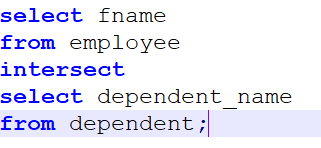 select fname
from employee
intersect
select dependent_name
from dependent;